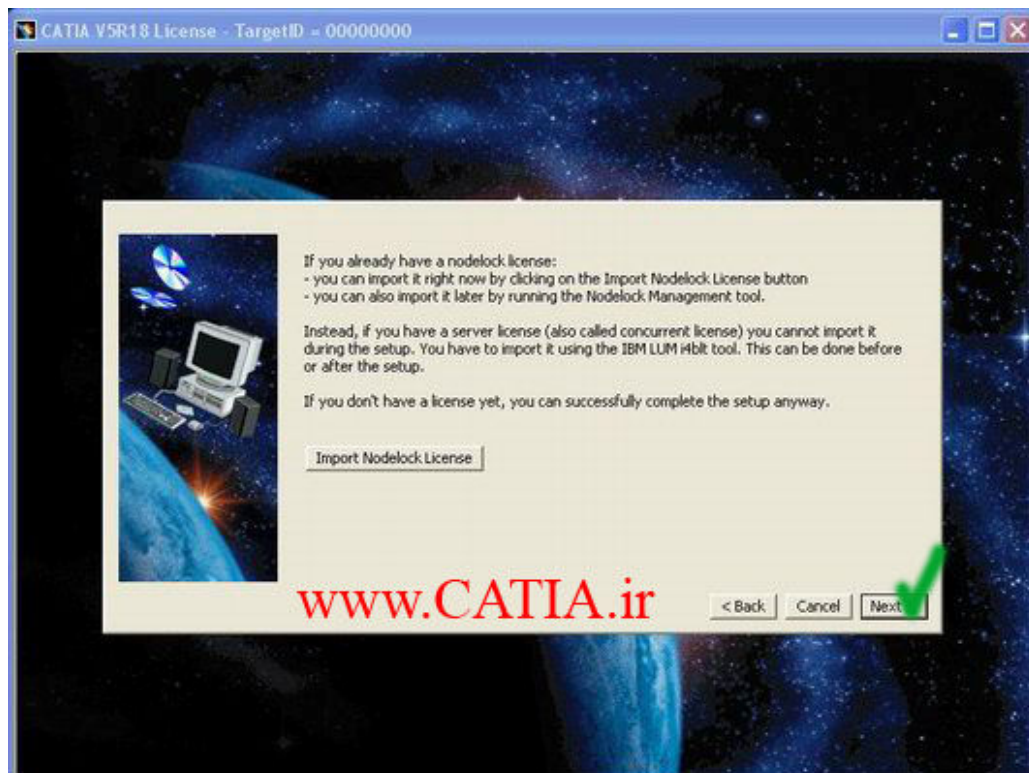 CATIA V5R18 License - TargetID = 00000000
If you already have a nodelock license:
- you can import it right now by clicking on the Import Nodelock License button
- you can also import it later by running the Nodelock Management tool.
Instead, if you have a server license (also called concurrent license) you cannot import it
during the setup. You have to import it using the IBM LUM i4blt tool. This can be done before
or after the setup.
If you don't have a license yet, you can successfully complete the setup anyway.
Import Nodelock License
www.CATIA.ir
< Back Cancel Next